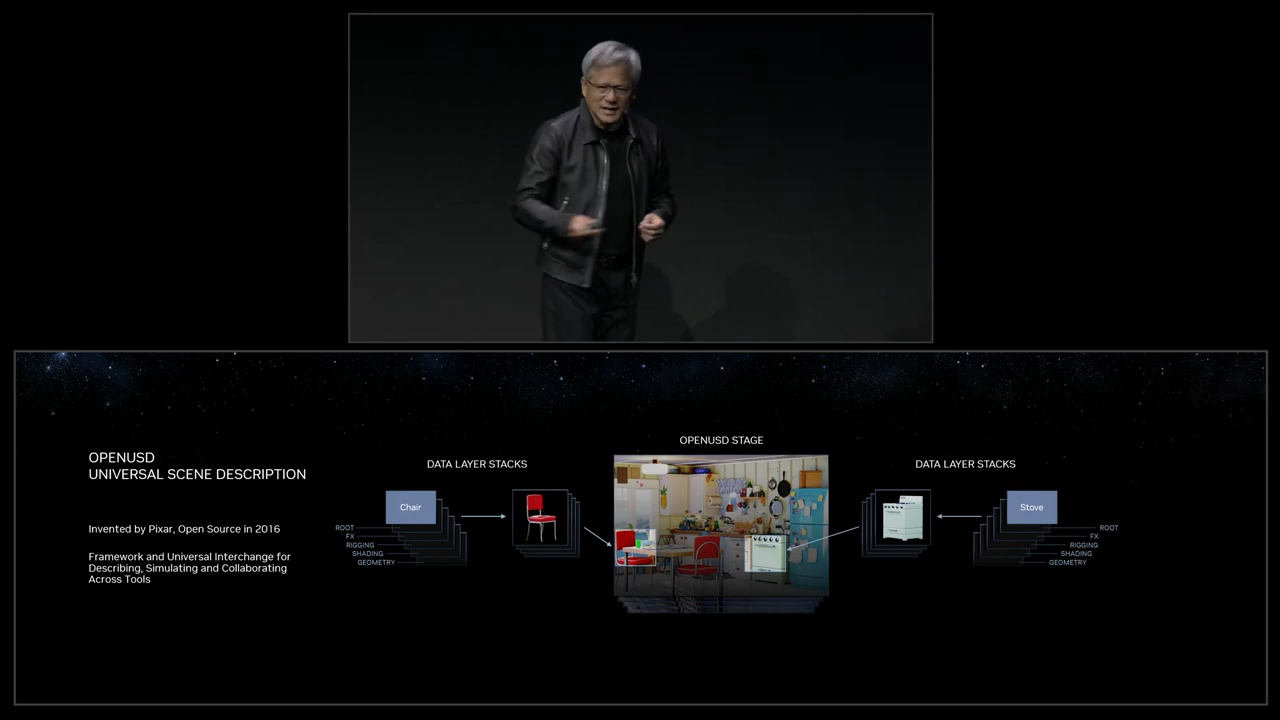 OPENUSD
UNIVERSAL SCENE DESCRIPTION
Invented by Pixar, Open Source in 2016
Framework and Universal Interchange for
Describing, Simulating and Collaborating
Across Tools
DATA LAYER STACKS
Chair
ROOT
FX
RIGGING
SHADING
GEOMETRY
OPENUSD STAGE
DATA LAYER STACKS
Stove
ROOT
FX
RIGGING
SHADING
GEOMETRY